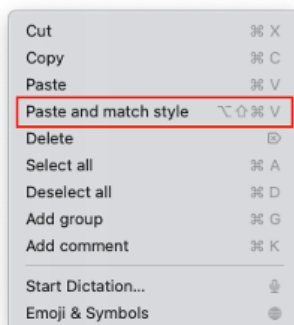 Cut ⌘ X
Copy ⌘ C
Paste ⌘ V
Paste and match style ⌥⇧⌘ V
Delete ⌦
Select all ⌘ A
Deselect all ⌘ D
Add group ⌘ G
Add comment ⌘ K
Start Dictation...
Emoji & Symbols